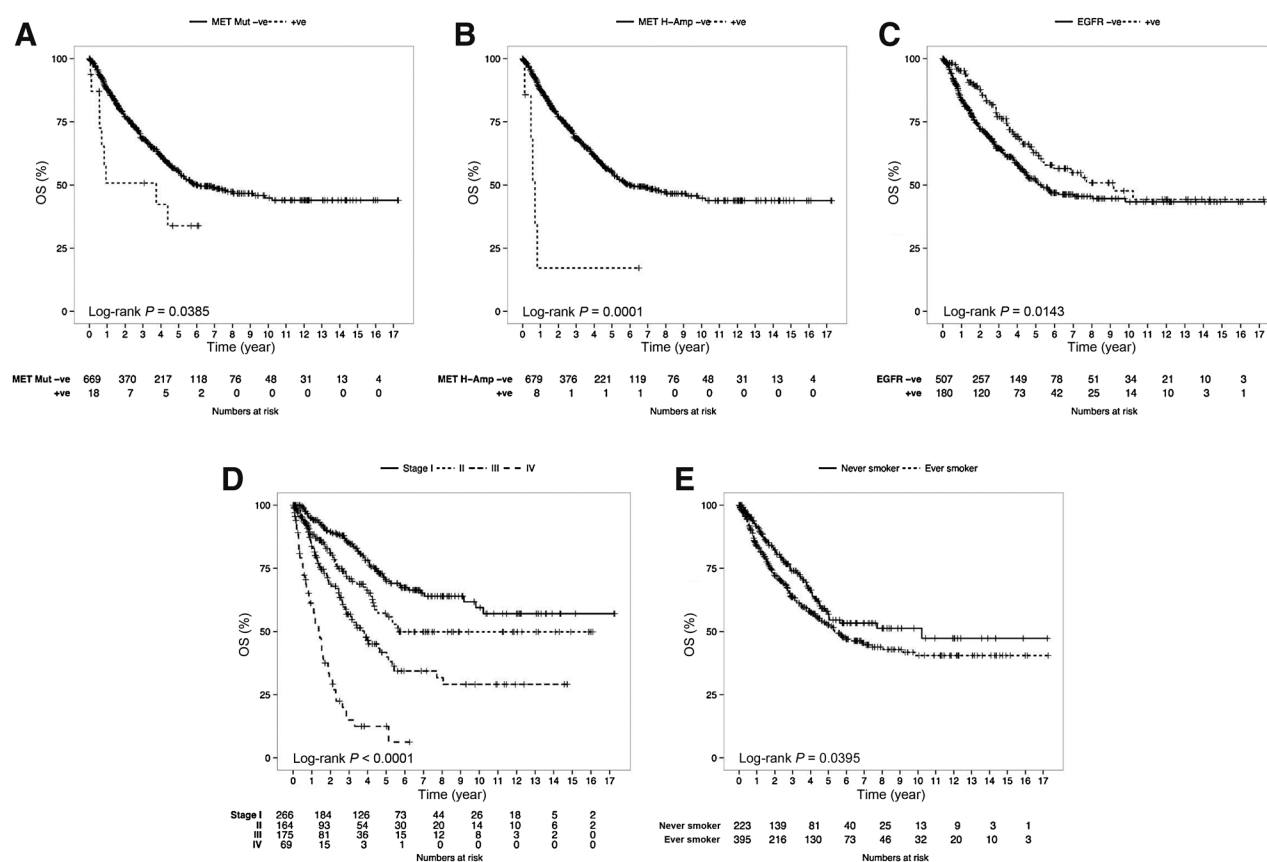 A
MET Mut –ve +ve
100
75
50
25
0
OS (%)
Log-rank P = 0.0385
0 1 2 3 4 5 6 7 8 9 10 11 12 13 14 15 16 17
Time (year)
MET Mut –ve 669 370 217 118 76 48 31 13 4
+ve 18 7 5 2 0 0 0 0 0
Numbers at risk
B
MET H–Amp –ve +ve
100
75
50
25
0
OS (%)
Log-rank P = 0.0001
0 1 2 3 4 5 6 7 8 9 10 11 12 13 14 15 16 17
Time (year)
MET H–Amp –ve 679 376 221 119 76 48 31 13 4
+ve 8 1 1 1 0 0 0 0 0
Numbers at risk
C
EGFR –ve +ve
100
75
50
25
0
OS (%)
Log-rank P = 0.0143
0 1 2 3 4 5 6 7 8 9 10 11 12 13 14 15 16 17
Time (year)
EGFR –ve 507 257 149 78 51 34 21 10 3
+ve 180 120 73 42 25 14 10 3 1
Numbers at risk
D
Stage I II III IV
100
75
50
25
0
OS (%)
Log-rank P < 0.0001
0 1 2 3 4 5 6 7 8 9 10 11 12 13 14 15 16 17
Time (year)
Stage I 266 184 126 73 44 26 18 5 2
II 164 93 54 30 20 14 10 6 2
III 175 81 36 15 12 8 3 2 0
IV 69 15 3 1 0 0 0 0 0
Numbers at risk
E
Never smoker Ever smoker
100
75
50
25
0
OS (%)
Log-rank P = 0.0395
0 1 2 3 4 5 6 7 8 9 10 11 12 13 14 15 16 17
Time (year)
Never smoker 223 139 81 40 25 13 9 3 1
Ever smoker 395 216 130 73 46 32 20 10 3
Numbers at risk